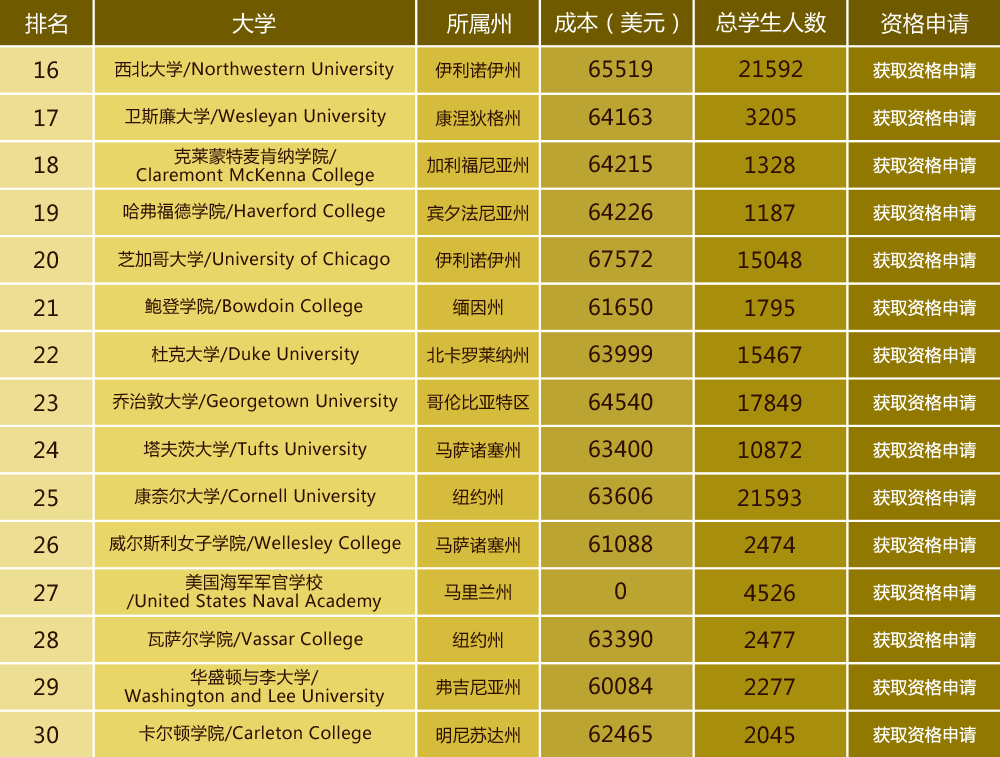 排名 大学 所属州 成本（美元） 总学生人数 资格申请
16 西北大学/Northwestern University 伊利诺伊州 65519 21592 获取资格申请
17 卫斯廉大学/Wesleyan University 康涅狄格州 64163 3205 获取资格申请
18 克莱蒙特麦肯纳学院/
Claremont McKenna College 加利福尼亚州 64215 1328 获取资格申请
19 哈弗福德学院/Haverford College 宾夕法尼亚州 64226 1187 获取资格申请
20 芝加哥大学/University of Chicago 伊利诺伊州 67572 15048 获取资格申请
21 鲍登学院/Bowdoin College 缅因州 61650 1795 获取资格申请
22 杜克大学/Duke University 北卡罗莱纳州 63999 15467 获取资格申请
23 乔治敦大学/Georgetown University 哥伦比亚特区 64540 17849 获取资格申请
24 塔夫茨大学/Tufts University 马萨诸塞州 63400 10872 获取资格申请
25 康奈尔大学/Cornell University 纽约州 63606 21593 获取资格申请
26 威尔斯利女子学院/Wellesley College 马萨诸塞州 61088 2474 获取资格申请
27 美国海军军官学校
/United States Naval Academy 马里兰州 0 4526 获取资格申请
28 瓦萨尔学院/Vassar College 纽约州 63390 2477 获取资格申请
29 华盛顿与李大学/
Washington and Lee University 弗吉尼亚州 60084 2277 获取资格申请
30 卡尔顿学院/Carleton College 明尼苏达州 62465 2045 获取资格申请